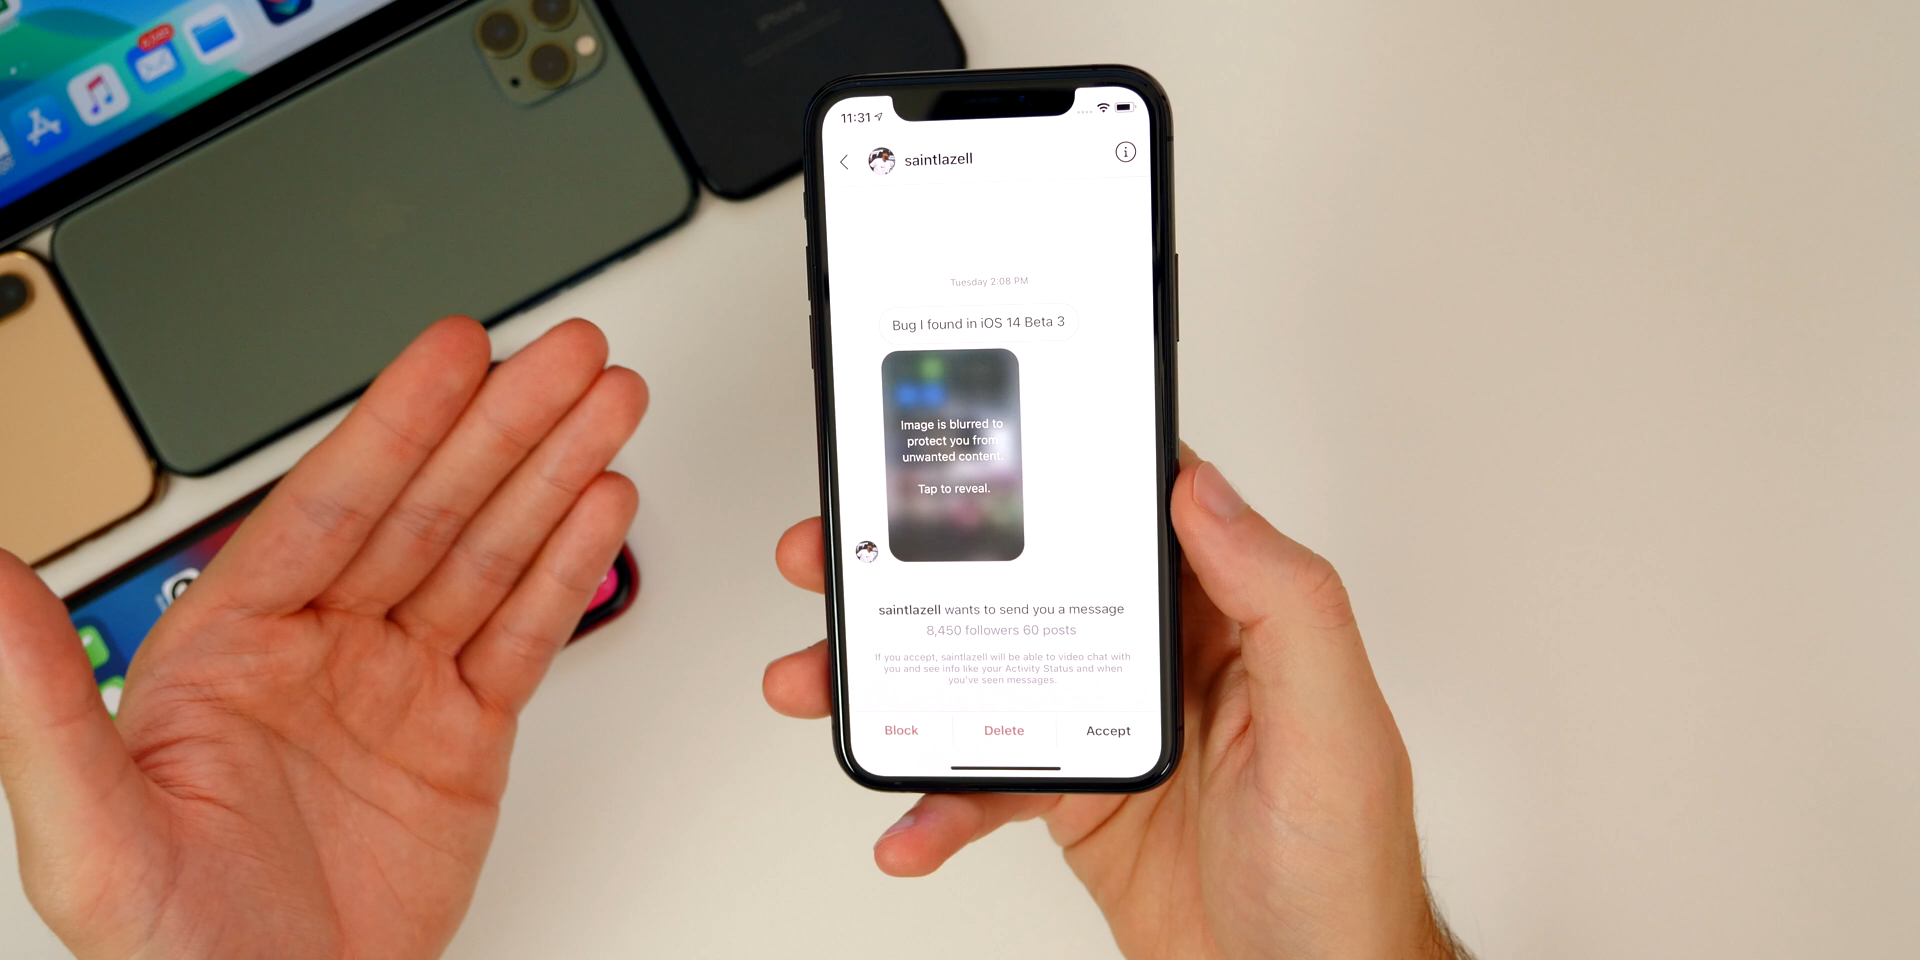 iPhone
11:31
saintlazell
Tuesday 2:08 PM
Bug I found in iOS 14 Beta 3
Image is blurred to
protect you from
unwanted content.
Tap to reveal.
saintlazell wants to send you a message
8,450 followers 60 posts
If you accept, saintlazell will be able to video chat with
you and see info like your Activity Status and when
you've seen messages.
Block Delete Accept